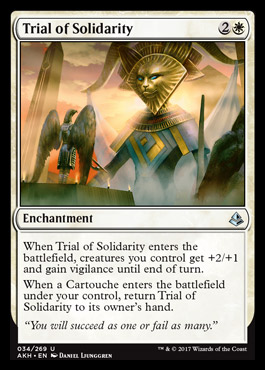 Trial of Solidarity 2
Enchantment
When Trial of Solidarity enters the
battlefield, creatures you control get +2/+1
and gain vigilance until end of turn.
When a Cartouche enters the battlefield
under your control, return Trial of
Solidarity to its owner's hand.
“You will succeed as one or fail as many.”
034/269 U
AKH • EN Daniel Ljunggren
™ & © 2017 Wizards of the Coast